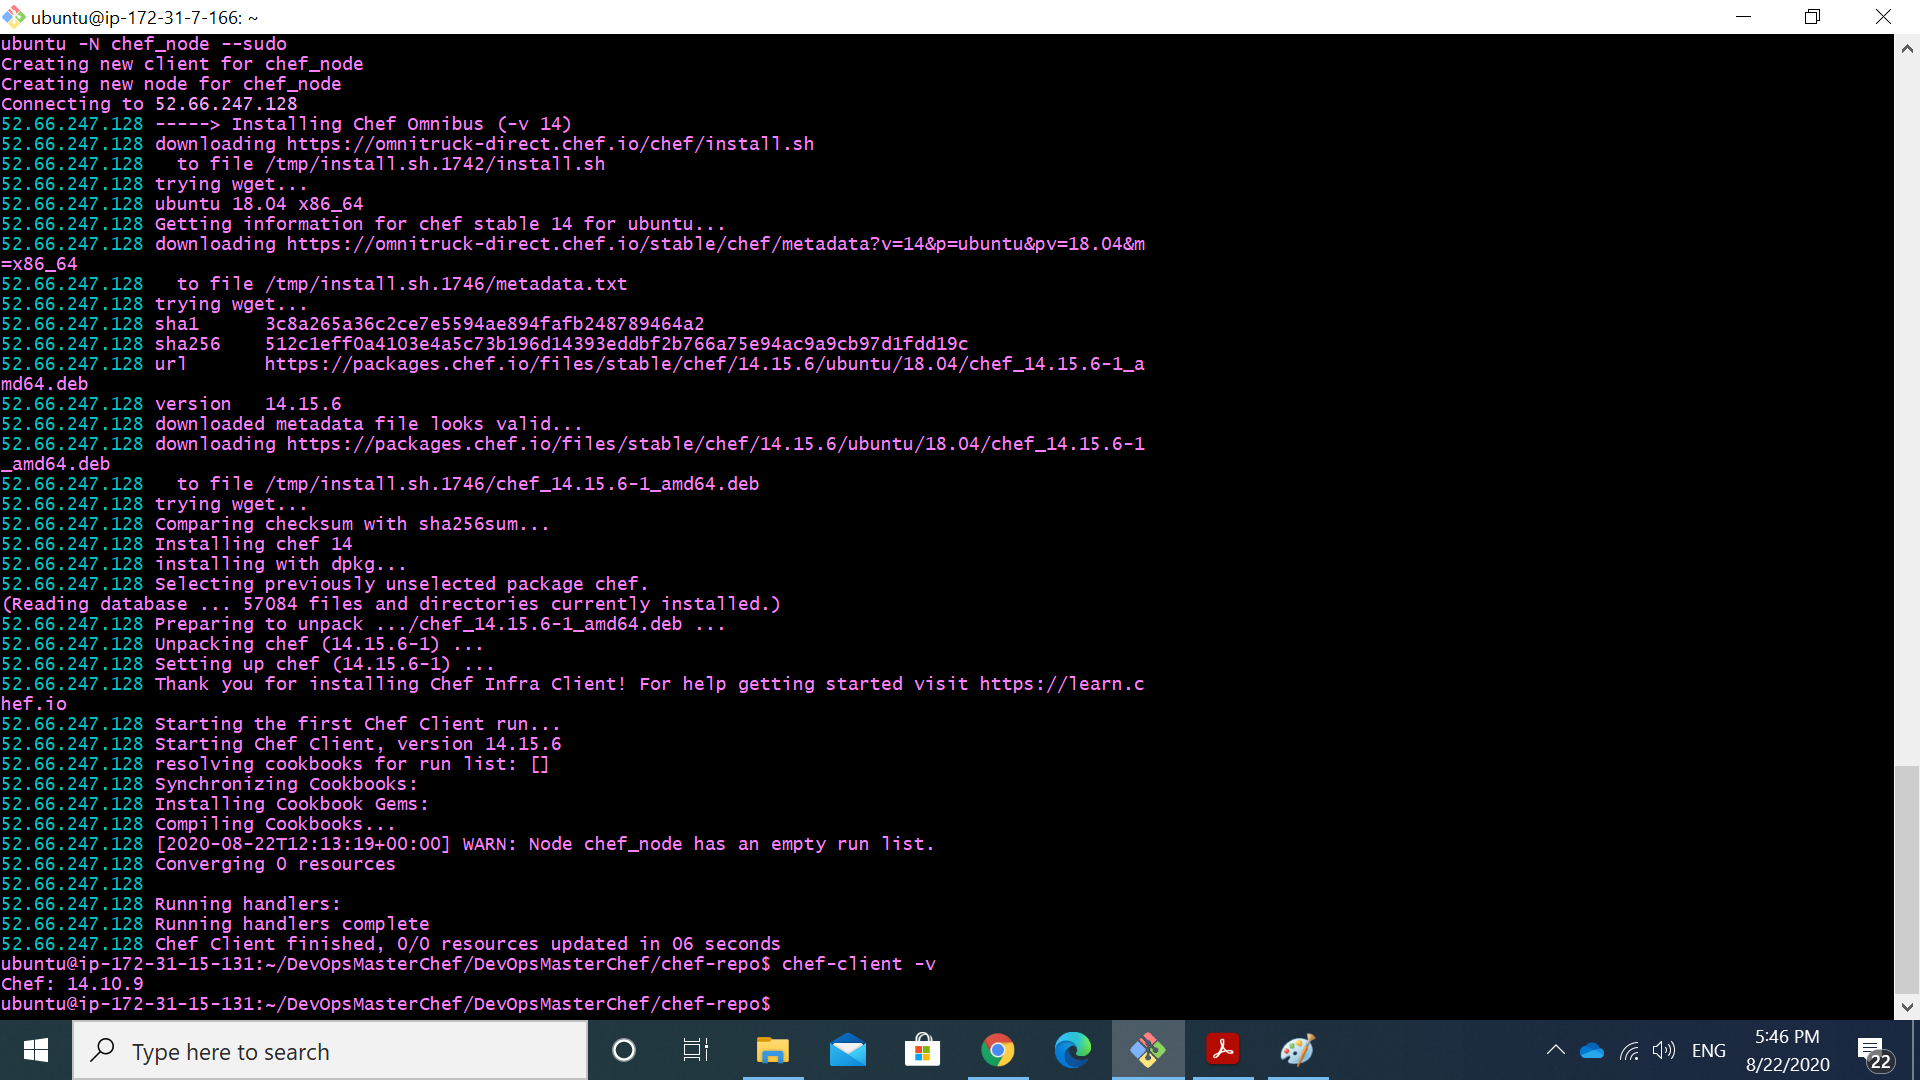 ubuntu@ip-172-31-7-166: ~
ubuntu -N chef_node --sudo
Creating new client for chef_node
Creating new node for chef_node
Connecting to 52.66.247.128
52.66.247.128 -----> Installing Chef Omnibus (-v 14)
52.66.247.128 downloading https://omnitruck-direct.chef.io/chef/install.sh
52.66.247.128   to file /tmp/install.sh.1742/install.sh
52.66.247.128 trying wget...
52.66.247.128 ubuntu 18.04 x86_64
52.66.247.128 Getting information for chef stable 14 for ubuntu...
52.66.247.128 downloading https://omnitruck-direct.chef.io/stable/chef/metadata?v=14&p=ubuntu&pv=18.04&m
=x86_64
52.66.247.128   to file /tmp/install.sh.1746/metadata.txt
52.66.247.128 trying wget...
52.66.247.128 sha1      3c8a265a36c2ce7e5594ae894fafb248789464a2
52.66.247.128 sha256    512c1eff0a4103e4a5c73b196d14393eddbf2b766a75e94ac9a9cb97d1fdd19c
52.66.247.128 url       https://packages.chef.io/files/stable/chef/14.15.6/ubuntu/18.04/chef_14.15.6-1_a
md64.deb
52.66.247.128 version   14.15.6
52.66.247.128 downloaded metadata file looks valid...
52.66.247.128 downloading https://packages.chef.io/files/stable/chef/14.15.6/ubuntu/18.04/chef_14.15.6-1
_amd64.deb
52.66.247.128   to file /tmp/install.sh.1746/chef_14.15.6-1_amd64.deb
52.66.247.128 trying wget...
52.66.247.128 Comparing checksum with sha256sum...
52.66.247.128 Installing chef 14
52.66.247.128 installing with dpkg...
52.66.247.128 Selecting previously unselected package chef.
(Reading database ... 57084 files and directories currently installed.)
52.66.247.128 Preparing to unpack .../chef_14.15.6-1_amd64.deb ...
52.66.247.128 Unpacking chef (14.15.6-1) ...
52.66.247.128 Setting up chef (14.15.6-1) ...
52.66.247.128 Thank you for installing Chef Infra Client! For help getting started visit https://learn.c
hef.io
52.66.247.128 Starting the first Chef Client run...
52.66.247.128 Starting Chef Client, version 14.15.6
52.66.247.128 resolving cookbooks for run list: []
52.66.247.128 Synchronizing Cookbooks:
52.66.247.128 Installing Cookbook Gems:
52.66.247.128 Compiling Cookbooks...
52.66.247.128 [2020-08-22T12:13:19+00:00] WARN: Node chef_node has an empty run list.
52.66.247.128 Converging 0 resources
52.66.247.128
52.66.247.128 Running handlers:
52.66.247.128 Running handlers complete
52.66.247.128 Chef Client finished, 0/0 resources updated in 06 seconds
ubuntu@ip-172-31-15-131:~/DevOpsMasterChef/DevOpsMasterChef/chef-repo$ chef-client -v
Chef: 14.10.9
ubuntu@ip-172-31-15-131:~/DevOpsMasterChef/DevOpsMasterChef/chef-repo$
Type here to search
ENG
5:46 PM
8/22/2020
22